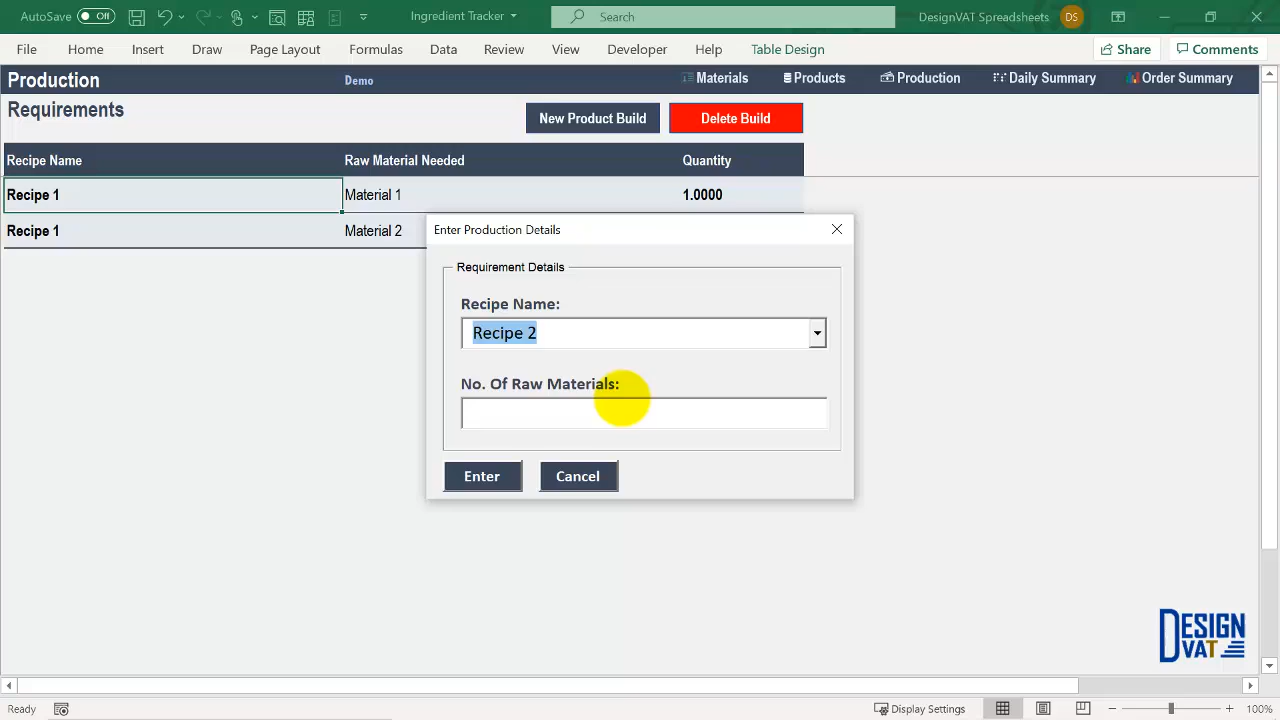 AutoSave Off Ingredient Tracker Search DesignVAT Spreadsheets DS
File Home Insert Draw Page Layout Formulas Data Review View Developer Help Table Design Share Comments
Production Demo Materials Products Production Daily Summary Order Summary
Requirements
New Product Build Delete Build
Recipe Name Raw Material Needed Quantity
Recipe 1 Material 1 1.0000
Recipe 1 Material 2
Enter Production Details
Requirement Details
Recipe Name:
Recipe 2
No. Of Raw Materials:
Enter Cancel
DESIGN
VAT
Ready Display Settings 100%